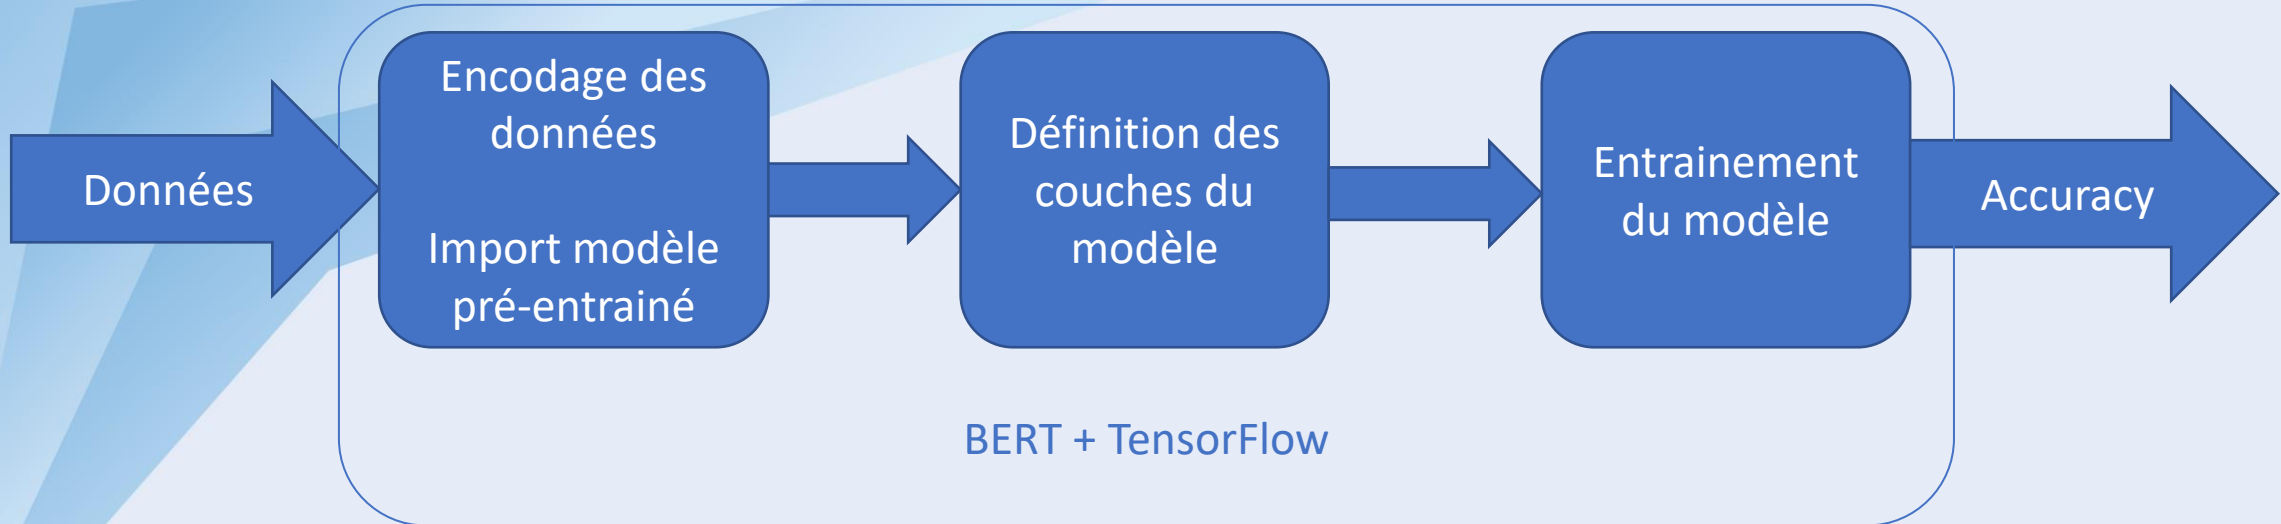 Données
Encodage des
données
Import modèle
pré-entrainé
Définition des
couches du
modèle
Entrainement
du modèle
Accuracy
BERT + TensorFlow